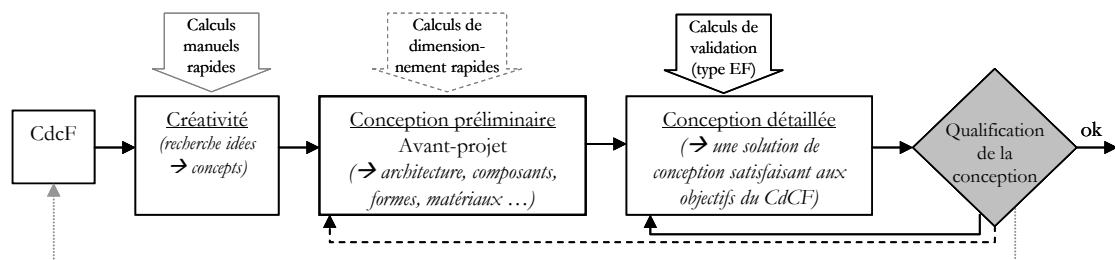 Calculs
manuels
rapides
Calculs de
dimension-
nement rapides
Calculs de
validation
(type EF)
CdcF
Créativité
(recherche idées
→ concepts)
Conception préliminaire
Avant-projet
(→ architecture, composants,
formes, matériaux …)
Conception détaillée
(→ une solution de
conception satisfaisant aux
objectifs du CdCF)
Qualification
de la
conception
ok